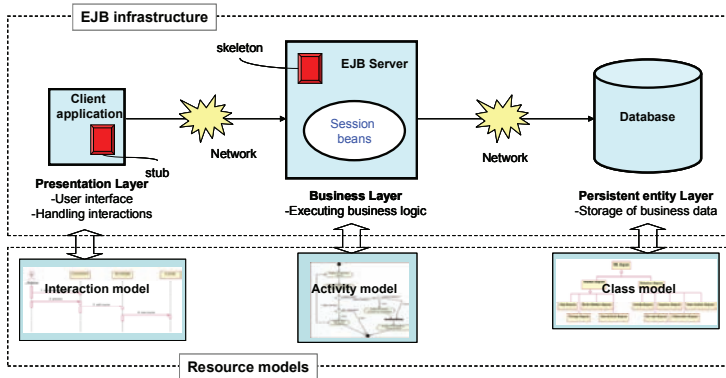 EJB infrastructure
skeleton
EJB Server
Client
application
Session
beans
Database
stub
Network
Network
Presentation Layer
-User interface
-Handling interactions
Business Layer
-Executing business logic
Persistent entity Layer
-Storage of business data
Interaction model
Activity model
Class model
Resource models